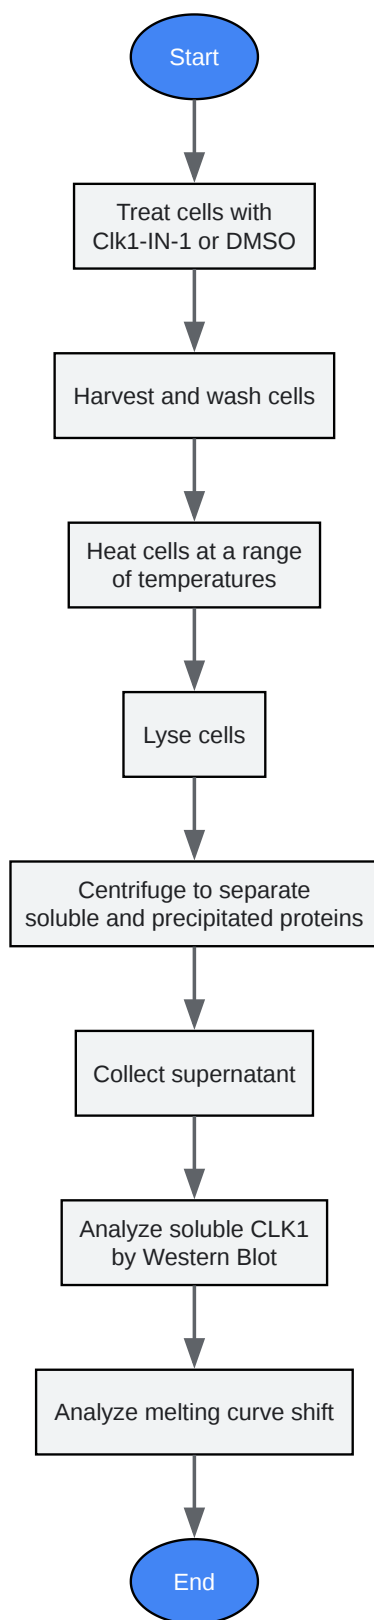 Start
Treat cells with
Clk1-IN-1 or DMSO
Harvest and wash cells
Heat cells at a range
of temperatures
Lyse cells
Centrifuge to separate
soluble and precipitated proteins
Collect supernatant
Analyze soluble CLK1
by Western Blot
Analyze melting curve shift
End